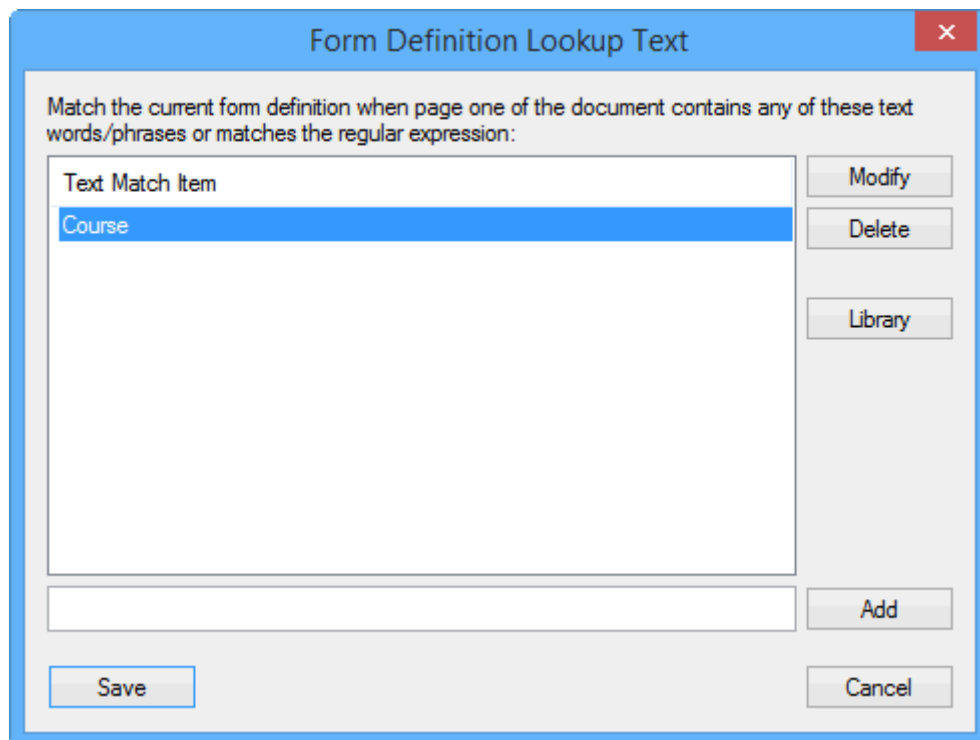 Form Definition Lookup Text
Match the current form definition when page one of the document contains any of these text
words/phrases or matches the regular expression:
Text Match Item
Modify
Course
Delete
Library
Add
Save
Cancel